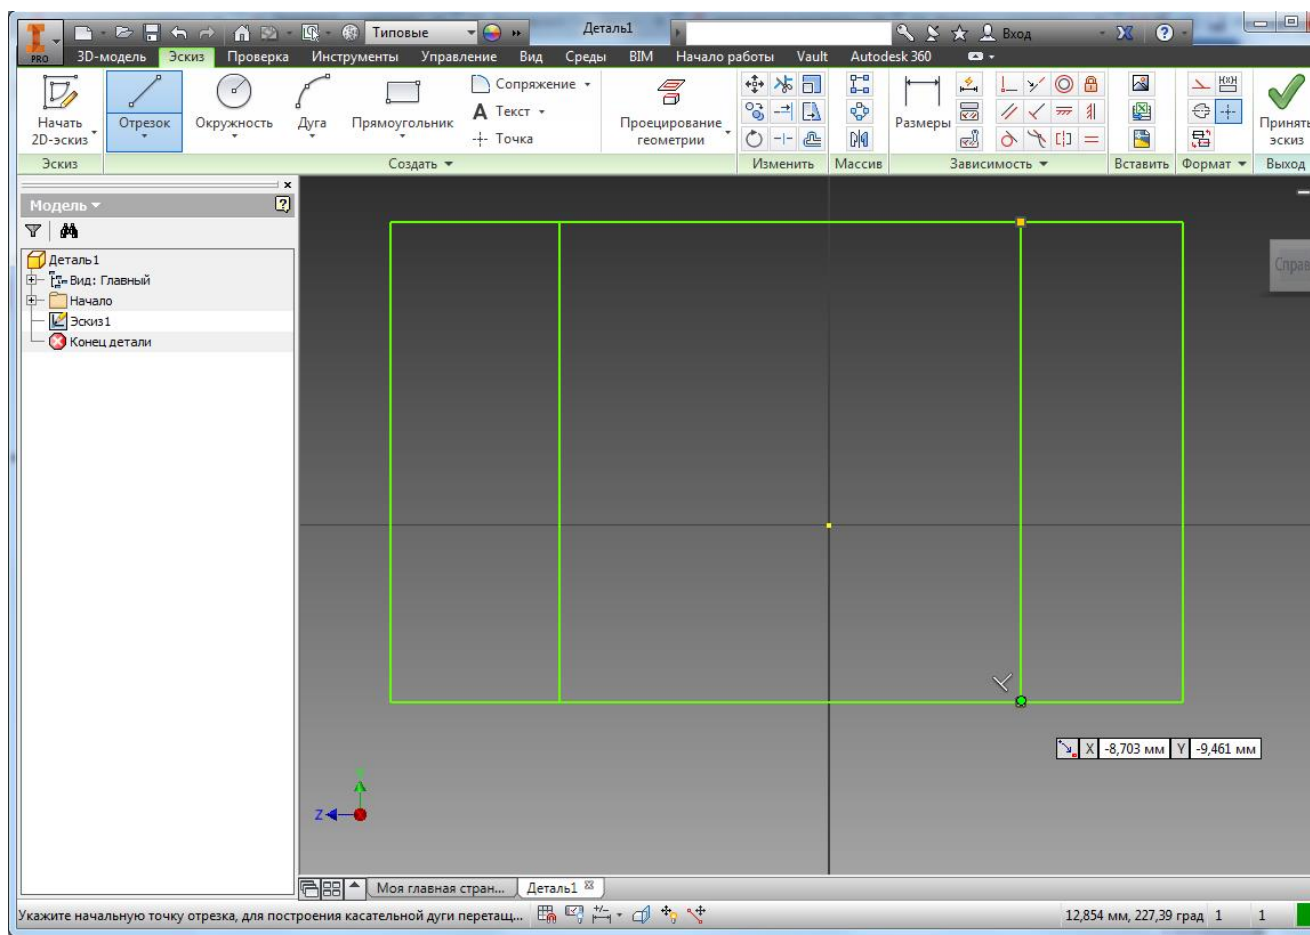 Типовые Деталь1 Вход
PRO 3D-модель Эскиз Проверка Инструменты Управление Вид Среды BIM Начало работы Vault Autodesk 360
Начать 2D-эскиз
Отрезок
Окружность
Дуга
Прямоугольник
Сопряжение
A Текст
Точка
Проецирование геометрии
Размеры
Принять эскиз
Эскиз Создать Изменить Массив Зависимость Вставить Формат Выход
Модель
Деталь1
Вид: Главный
Начало
Эскиз1
Конец детали
Справ
X -8,703 мм Y -9,461 мм
Z
Моя главная стран... Деталь1
Укажите начальную точку отрезка, для построения касательной дуги перетащ... 12,854 мм, 227,39 град 1 1